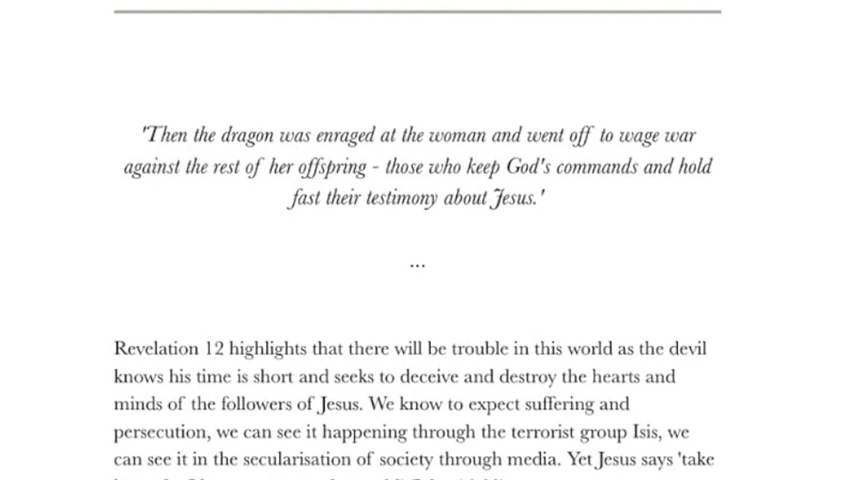 'Then the dragon was enraged at the woman and went off to wage war
against the rest of her offspring - those who keep God's commands and hold
fast their testimony about Jesus.'
...
Revelation 12 highlights that there will be trouble in this world as the devil
knows his time is short and seeks to deceive and destroy the hearts and
minds of the followers of Jesus. We know to expect suffering and
persecution, we can see it happening through the terrorist group Isis, we
can see it in the secularisation of society through media. Yet Jesus says 'take